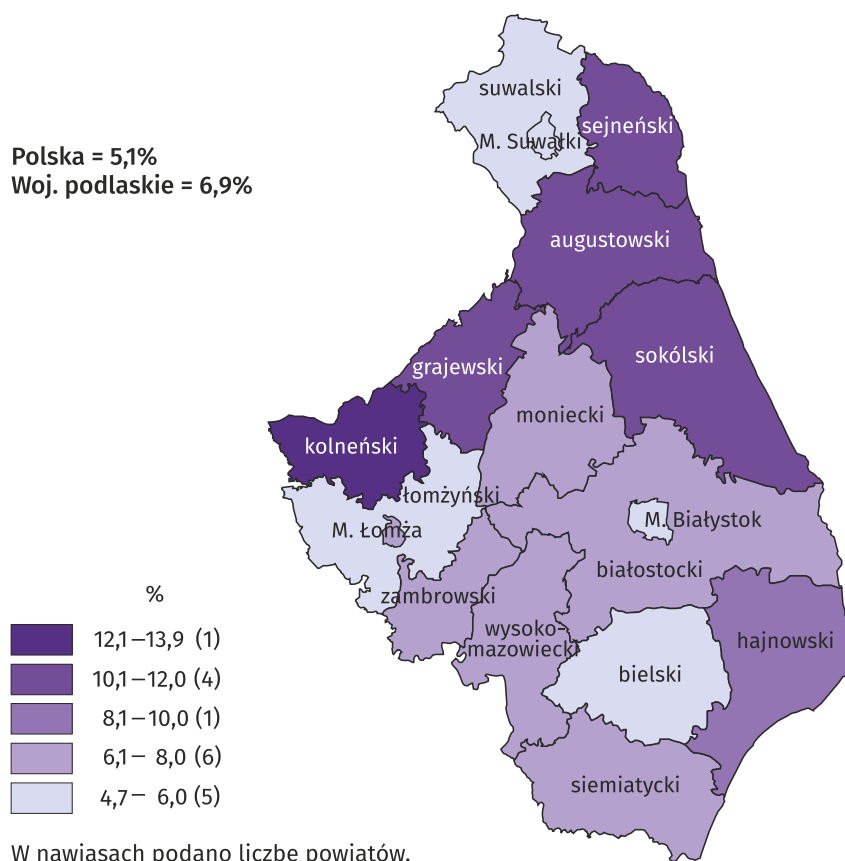 Polska = 5,1%
Woj. podlaskie = 6,9%
suwalski
M. Suwałki
sejneński
augustowski
sokólski
grajewski
moniecki
kolneński
łomżyński
M. Łomża
M. Białystok
białostocki
zambrowski
wysoko-
mazowiecki
hajnowski
bielski
siemiatycki
%
12,1–13,9 (1)
10,1–12,0 (4)
8,1–10,0 (1)
6,1– 8,0 (6)
4,7– 6,0 (5)
W nawiasach podano liczbę powiatów.